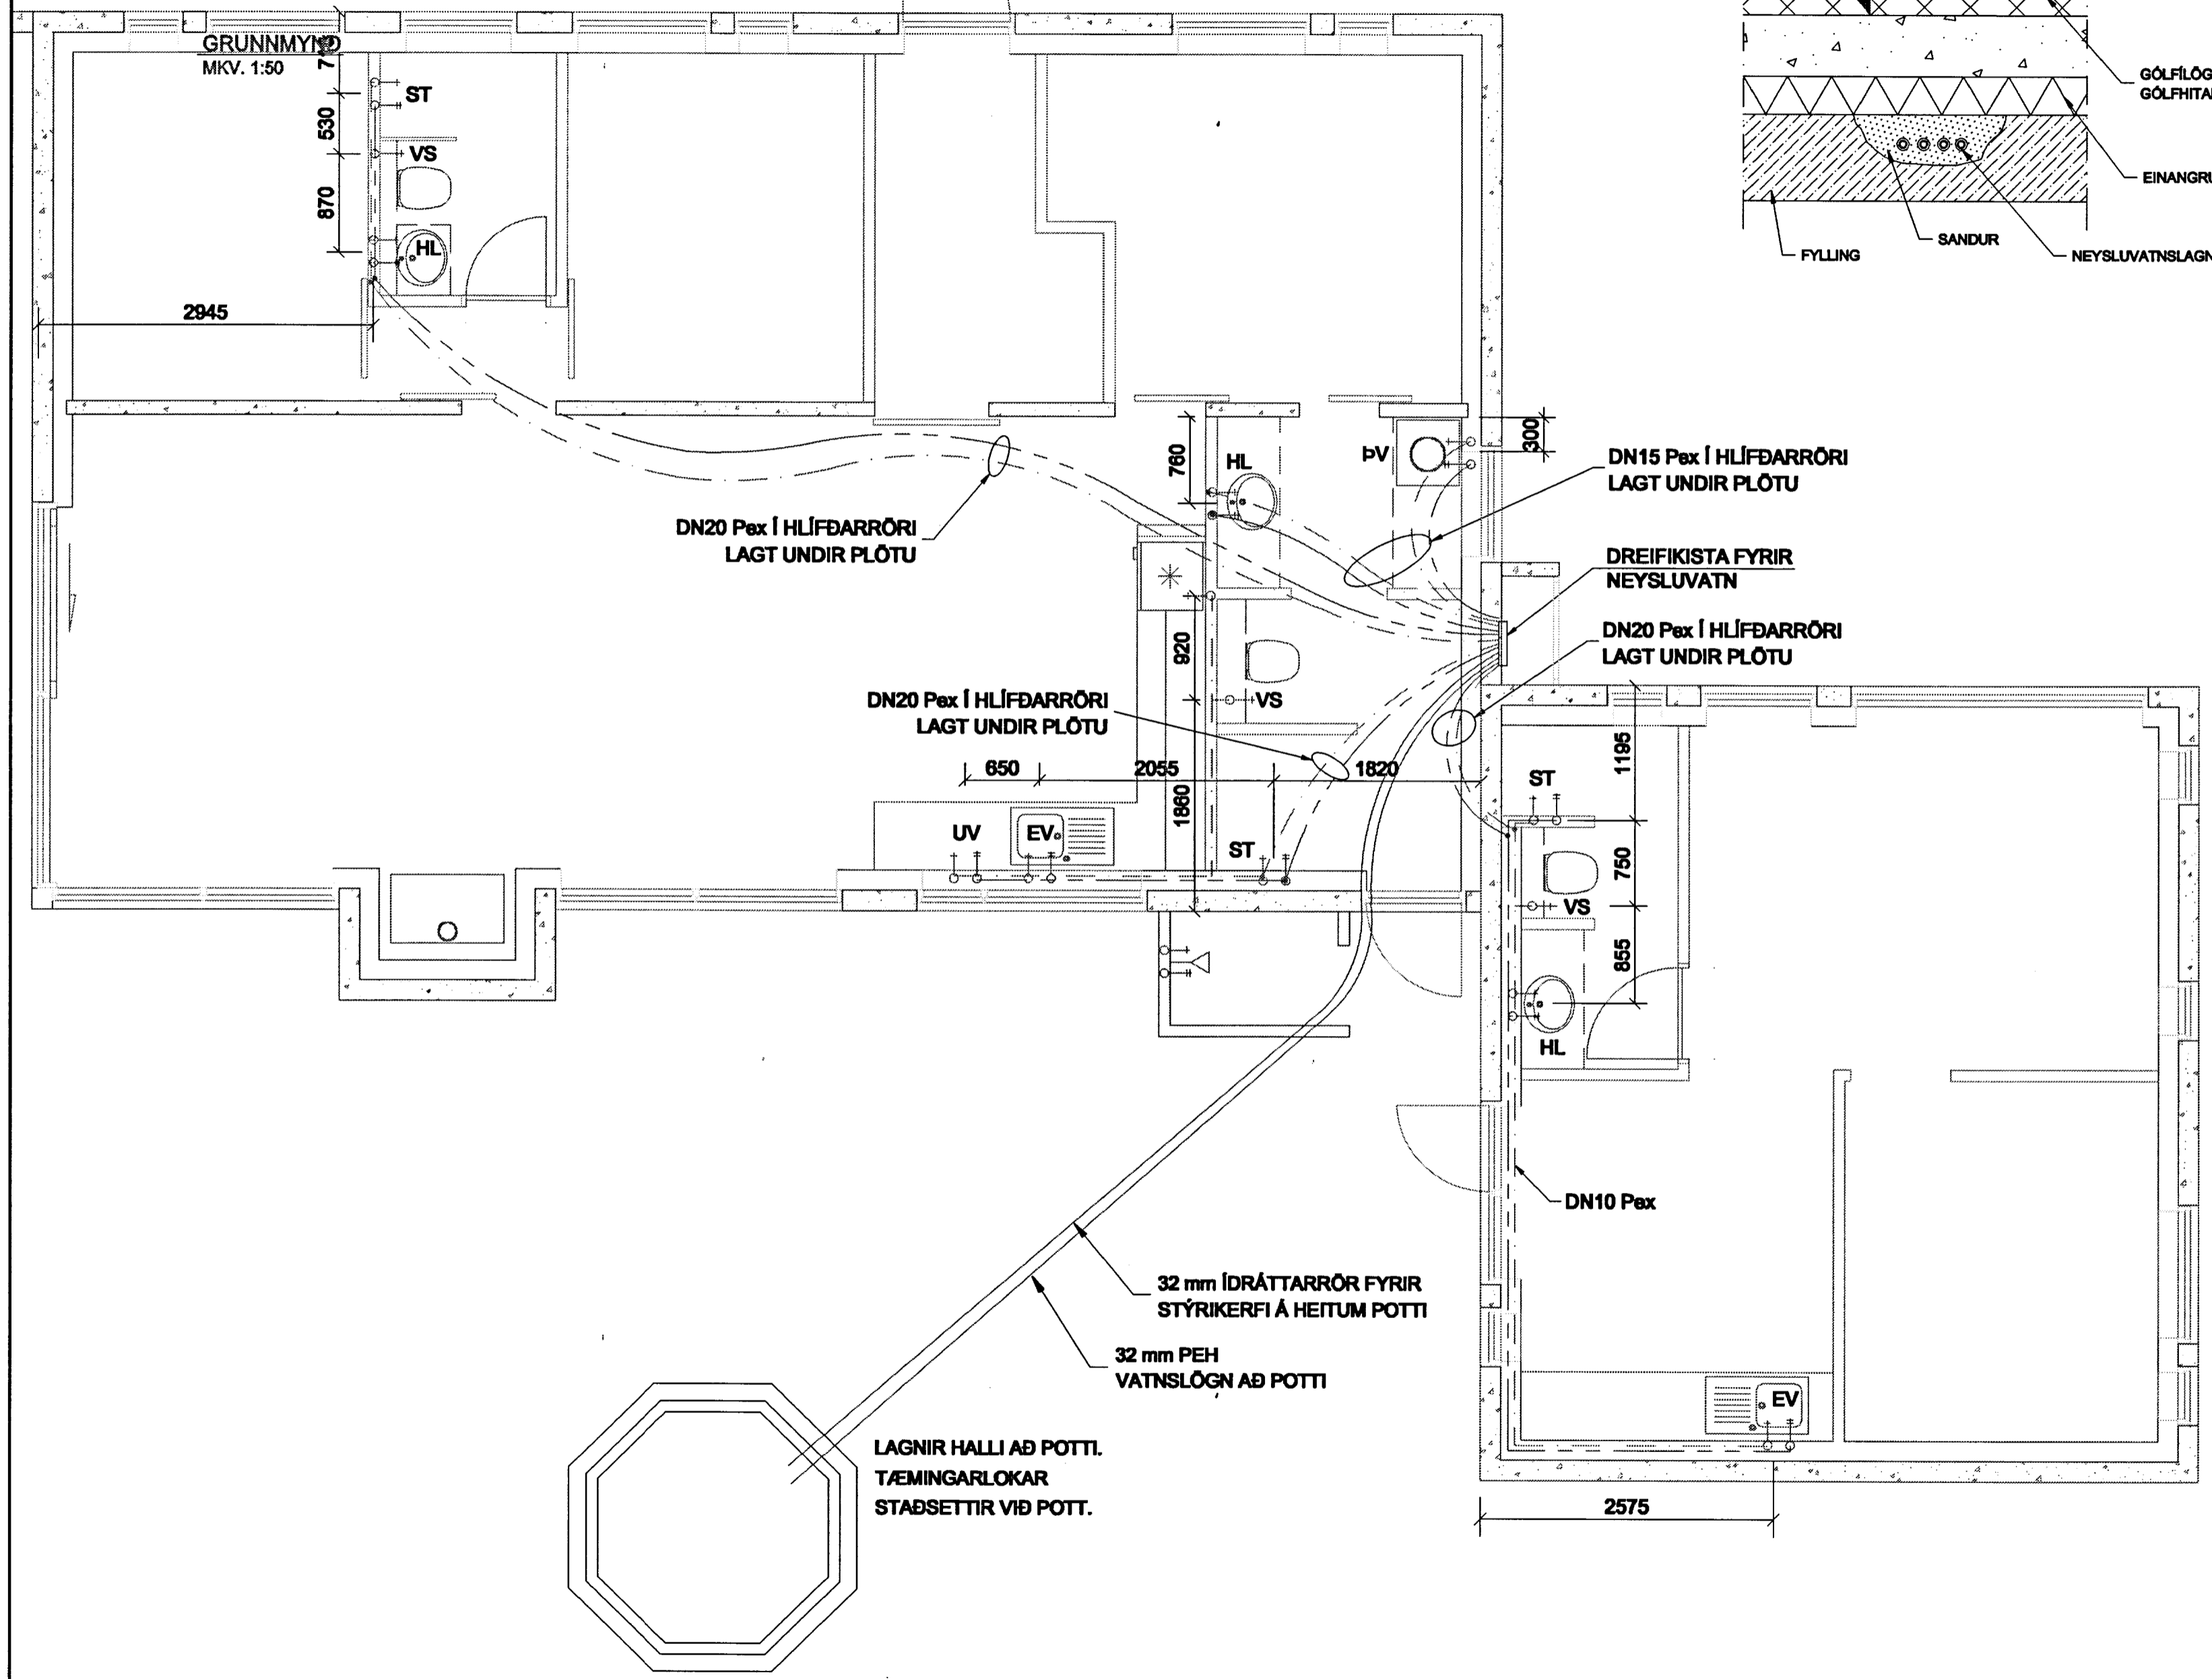 GRUNNMYND
MKV. 1:50
ST
530
VS
870
HL
2945
GÓLFÍLÖG
EINANGRU
SANDUR
FYLLING
NEYSLUVATNSLAGN
760
HL
ÞV
300
DN15 Pex Í HLÍFÐARRÖRI
LAGT UNDIR PLÖTU
DN20 Pex Í HLÍFÐARRÖRI
LAGT UNDIR PLÖTU
DREIFIKISTA FYRIR
NEYSLUVATN
DN20 Pex Í HLÍFÐARRÖRI
LAGT UNDIR PLÖTU
920
DN20 Pex Í HLÍFÐARRÖRI
LAGT UNDIR PLÖTU
VS
650
2055
1820
1195
ST
1860
UV
EV
ST
750
VS
855
HL
DN10 Pex
32 mm ÍDRÁTTARRÖR FYRIR
STÝRIKERFI Á HEITUM POTTI
32 mm PEH
VATNSLÖGN AÐ POTTI
EV
LAGNIR HALLI AÐ POTTI.
TÆMINGARLOKAR
STAÐSETTIR VIÐ POTT.
2575